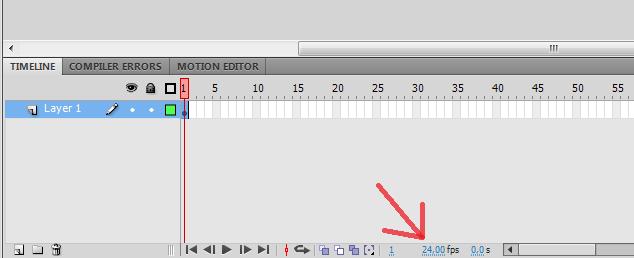 TIMELINE COMPILER ERRORS MOTION EDITOR
1 5 10 15 20 25 30 35 40 45 50 55
Layer 1
1 24.00 fps 0.0 s